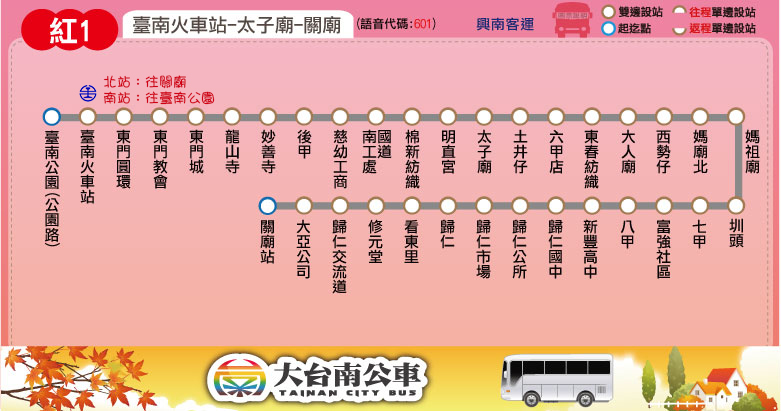 紅1
臺南火車站-太子廟-關廟
(語音代碼:601)
興南客運
雙邊設站
往程單邊設站
起迄點
返程單邊設站
北站：往關廟
南站：往臺南公園
臺南公園(公園路)
臺南火車站
東門圓環
東門教會
東門城
龍山寺
妙善寺
後甲
慈幼工商
國道南工處
棉新紡織
明直宮
太子廟
土井仔
六甲店
東春紡織
大人廟
西勢仔
媽廟北
媽祖廟
關廟站
大亞公司
歸仁交流道
修元堂
看東里
歸仁
歸仁市場
歸仁公所
歸仁國中
新豐高中
八甲
富強社區
七甲
圳頭
大台南公車
TAINAN CITY BUS